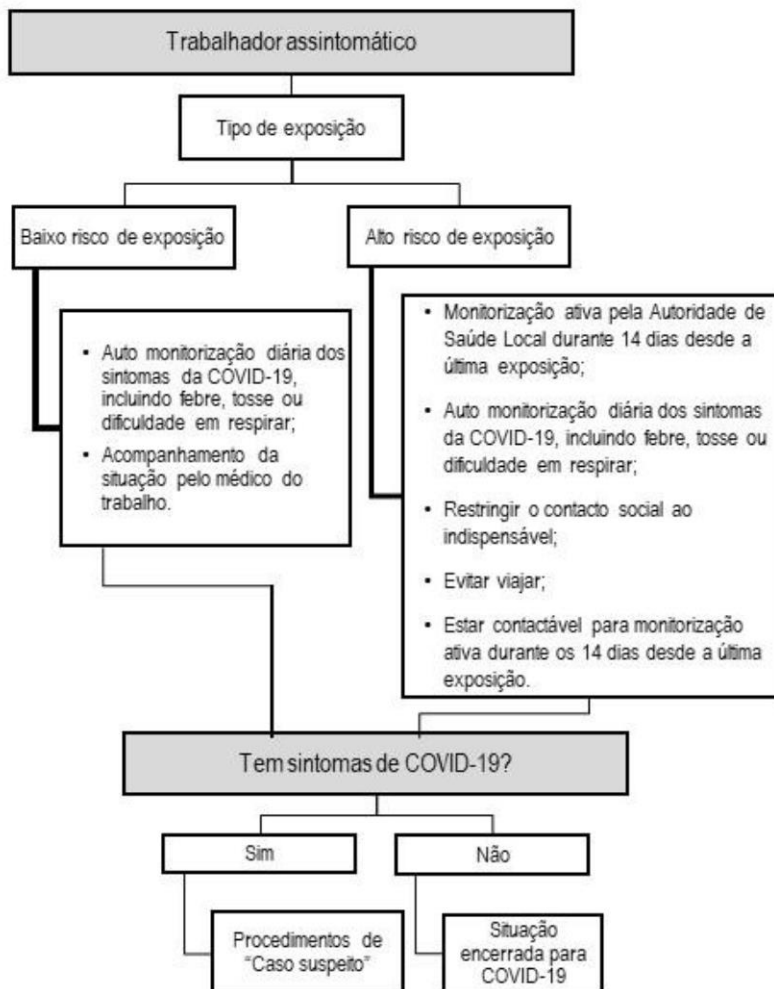 Trabalhador assintomático
Tipo de exposição
Baixo risco de exposição
Alto risco de exposição
• Auto monitorização diária dos
sintomas da COVID-19,
incluindo febre, tosse ou
dificuldade em respirar;
• Acompanhamento da
situação pelo médico do
trabalho.
• Monitorização ativa pela Autoridade de
Saúde Local durante 14 dias desde a
última exposição;
• Auto monitorização diária dos sintomas
da COVID-19, incluindo febre, tosse ou
dificuldade em respirar;
• Restringir o contacto social ao
indispensável;
• Evitar viajar;
• Estar contactável para monitorização
ativa durante os 14 dias desde a última
exposição.
Tem sintomas de COVID-19?
Sim
Não
Procedimentos de
“Caso suspeito”
Situação
encerrada para
COVID-19